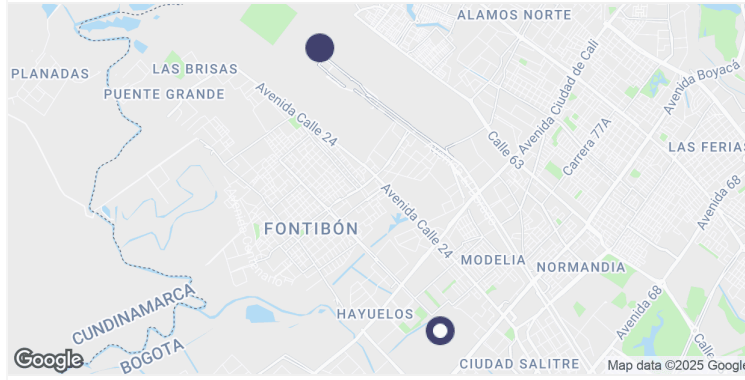 ALAMOS NORTE
PLANADAS
LAS BRISAS
PUENTE GRANDE
Avenida Calle 24
Calle 63
Avenida Ciudad de Cali
Carrera 77A
Avenida Boyacá
LAS FERIAS
Avenida 68
Avenida Calle 24
FONTIBÓN
MODELIA
NORMANDIA
Avenida 68
CUNDINAMARCA
BOGOTA
HAYUELOS
CIUDAD SALITRE
Calle
Google
Map data ©2025 Google